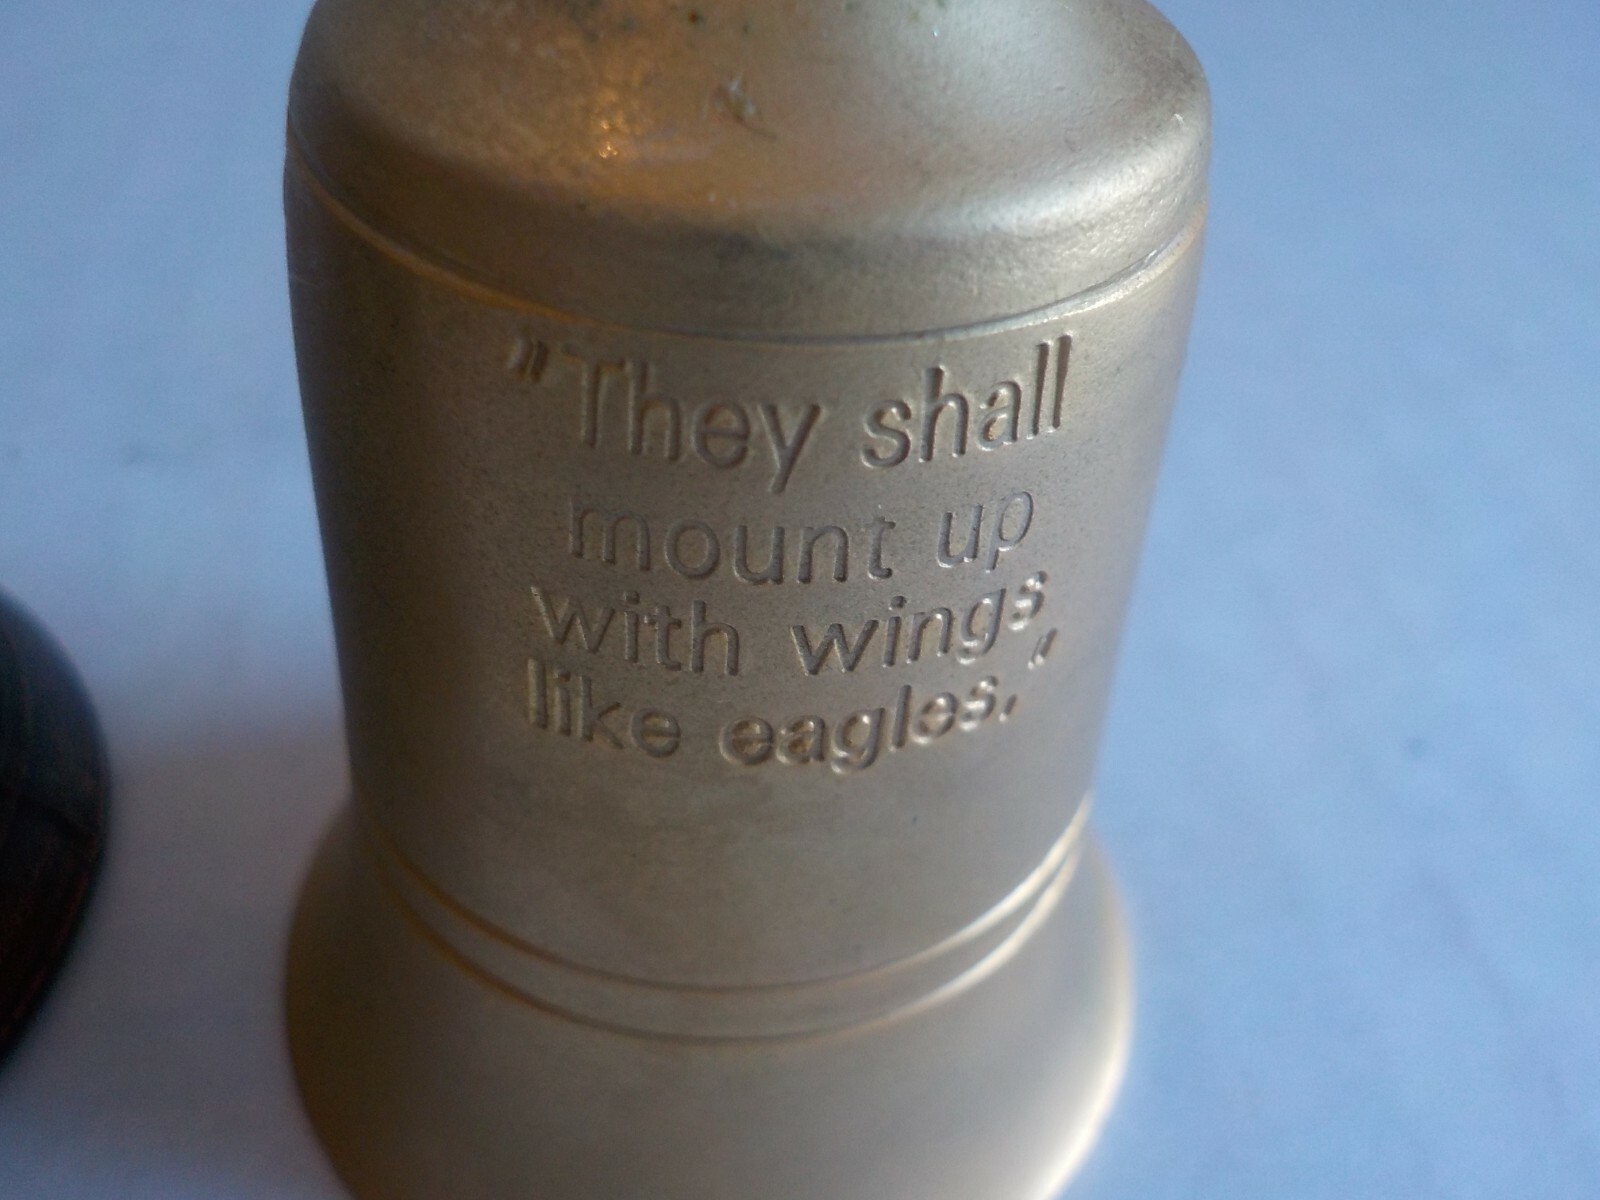 "They shall
mount up
with wings
like eagles."